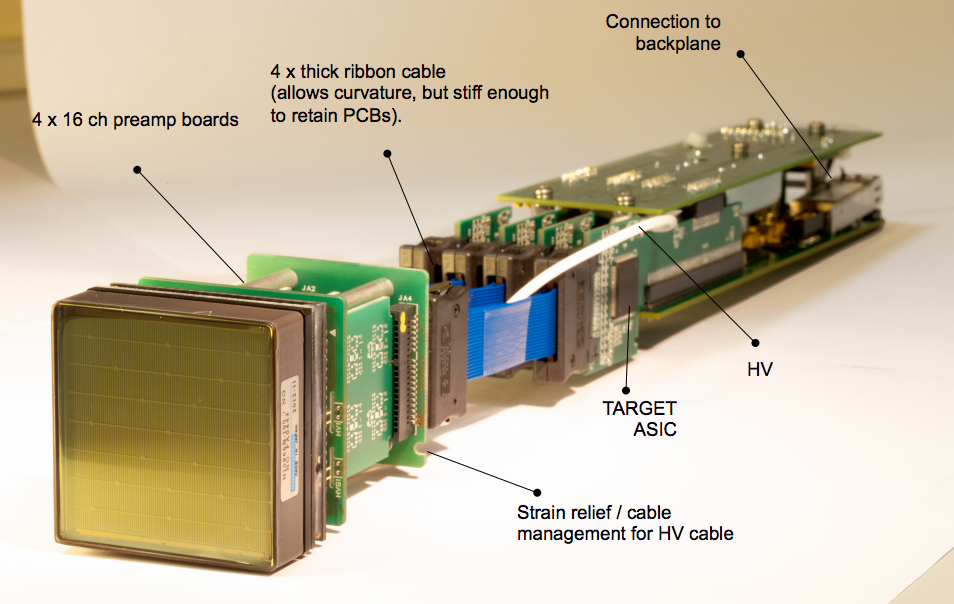 Connection to
backplane
4 x thick ribbon cable
(allows curvature, but stiff enough
to retain PCBs).
4 x 16 ch preamp boards
JA2
JA4
HV
TARGET
ASIC
Strain relief / cable
management for HV cable